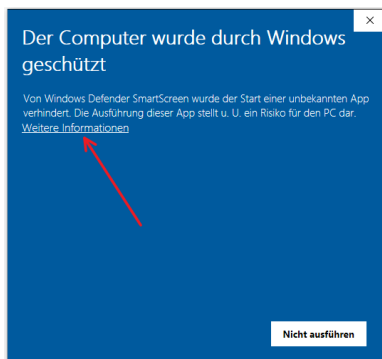 Der Computer wurde durch Windows
geschützt
Von Windows Defender SmartScreen wurde der Start einer unbekannten App
verhindert. Die Ausführung dieser App stellt u. U. ein Risiko für den PC dar.
Weitere Informationen
Nicht ausführen